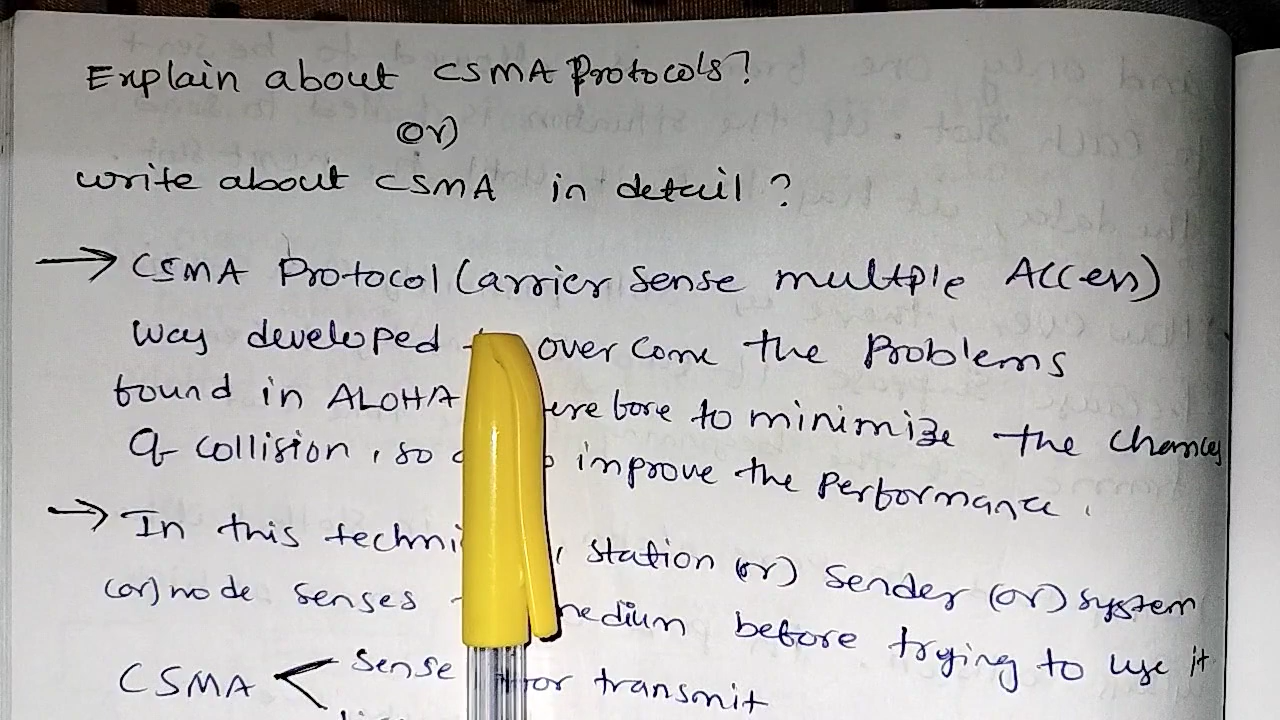 Explain about CSMA Protocols?
(or)
write about CSMA in detail?
→ CSMA Protocol (Carrier Sense multiple Access)
was developed over come the Problems
found in ALOHA to minimize the chances
of collision, so improve the performance.
→ In this station (or) Sender (or) system
(or) node senses medium before trying to use it
CSMA < Sense transmit